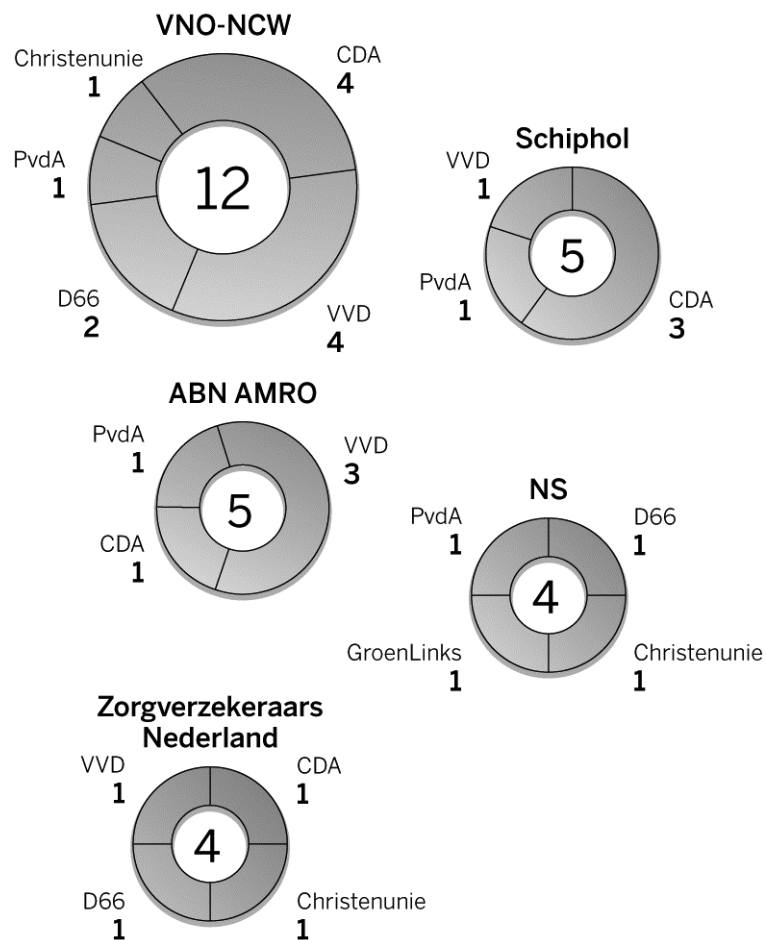 VNO-NCW
Christenunie
1
CDA
4
PvdA
1
12
D66
2
VVD
4
Schiphol
VVD
1
5
PvdA
1
CDA
3
ABN AMRO
PvdA
1
VVD
3
5
CDA
1
NS
PvdA
1
D66
1
4
GroenLinks
1
Christenunie
1
Zorgverzekeraars
Nederland
VVD
1
CDA
1
4
D66
1
Christenunie
1